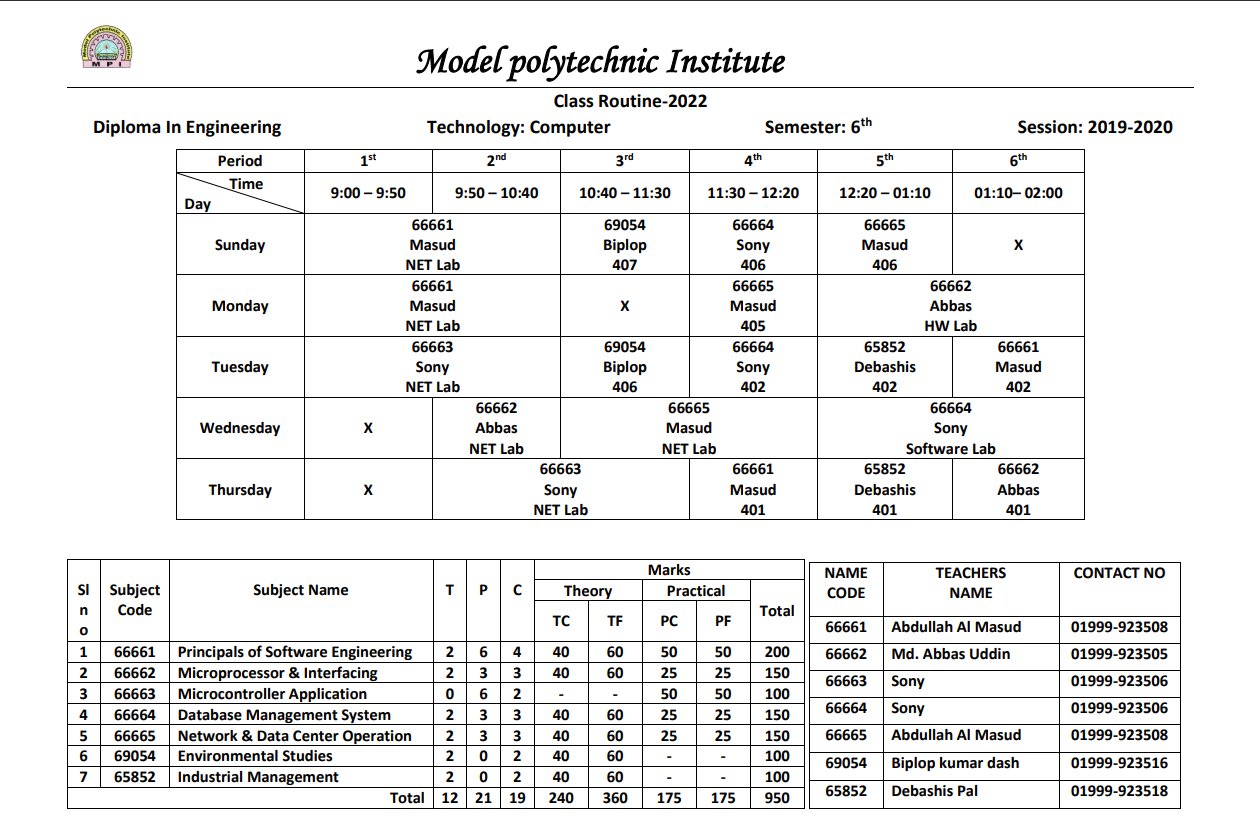 Model Polytechnic Institute
M P I
Model polytechnic Institute
Class Routine-2022
Diploma In Engineering Technology: Computer Semester: 6th Session: 2019-2020
Period 1st 2nd 3rd 4th 5th 6th
Time
Day
9:00 – 9:50 9:50 – 10:40 10:40 – 11:30 11:30 – 12:20 12:20 – 01:10 01:10– 02:00
66661 69054 66664 66665
Sunday Masud Biplop Sony Masud X
NET Lab 407 406 406
66661 66665 66662
Monday Masud X Masud Abbas
NET Lab 405 HW Lab
66663 69054 66664 65852 66661
Tuesday Sony Biplop Sony Debashis Masud
NET Lab 406 402 402 402
66662 66665 66664
Wednesday X Abbas Masud Sony
NET Lab NET Lab Software Lab
66663 66661 65852 66662
Thursday X Sony Masud Debashis Abbas
NET Lab 401 401 401
Sl
n
o
Subject
Code
Subject Name T P C
Marks
Theory Practical
Total
TC TF PC PF
1 66661 Principals of Software Engineering 2 6 4 40 60 50 50 200
2 66662 Microprocessor & Interfacing 2 3 3 40 60 25 25 150
3 66663 Microcontroller Application 0 6 2 - - 50 50 100
4 66664 Database Management System 2 3 3 40 60 25 25 150
5 66665 Network & Data Center Operation 2 3 3 40 60 25 25 150
6 69054 Environmental Studies 2 0 2 40 60 - - 100
7 65852 Industrial Management 2 0 2 40 60 - - 100
Total 12 21 19 240 360 175 175 950
NAME
CODE
TEACHERS
NAME
CONTACT NO
66661 Abdullah Al Masud 01999-923508
66662 Md. Abbas Uddin 01999-923505
66663 Sony 01999-923506
66664 Sony 01999-923506
66665 Abdullah Al Masud 01999-923508
69054 Biplop kumar dash 01999-923516
65852 Debashis Pal 01999-923518